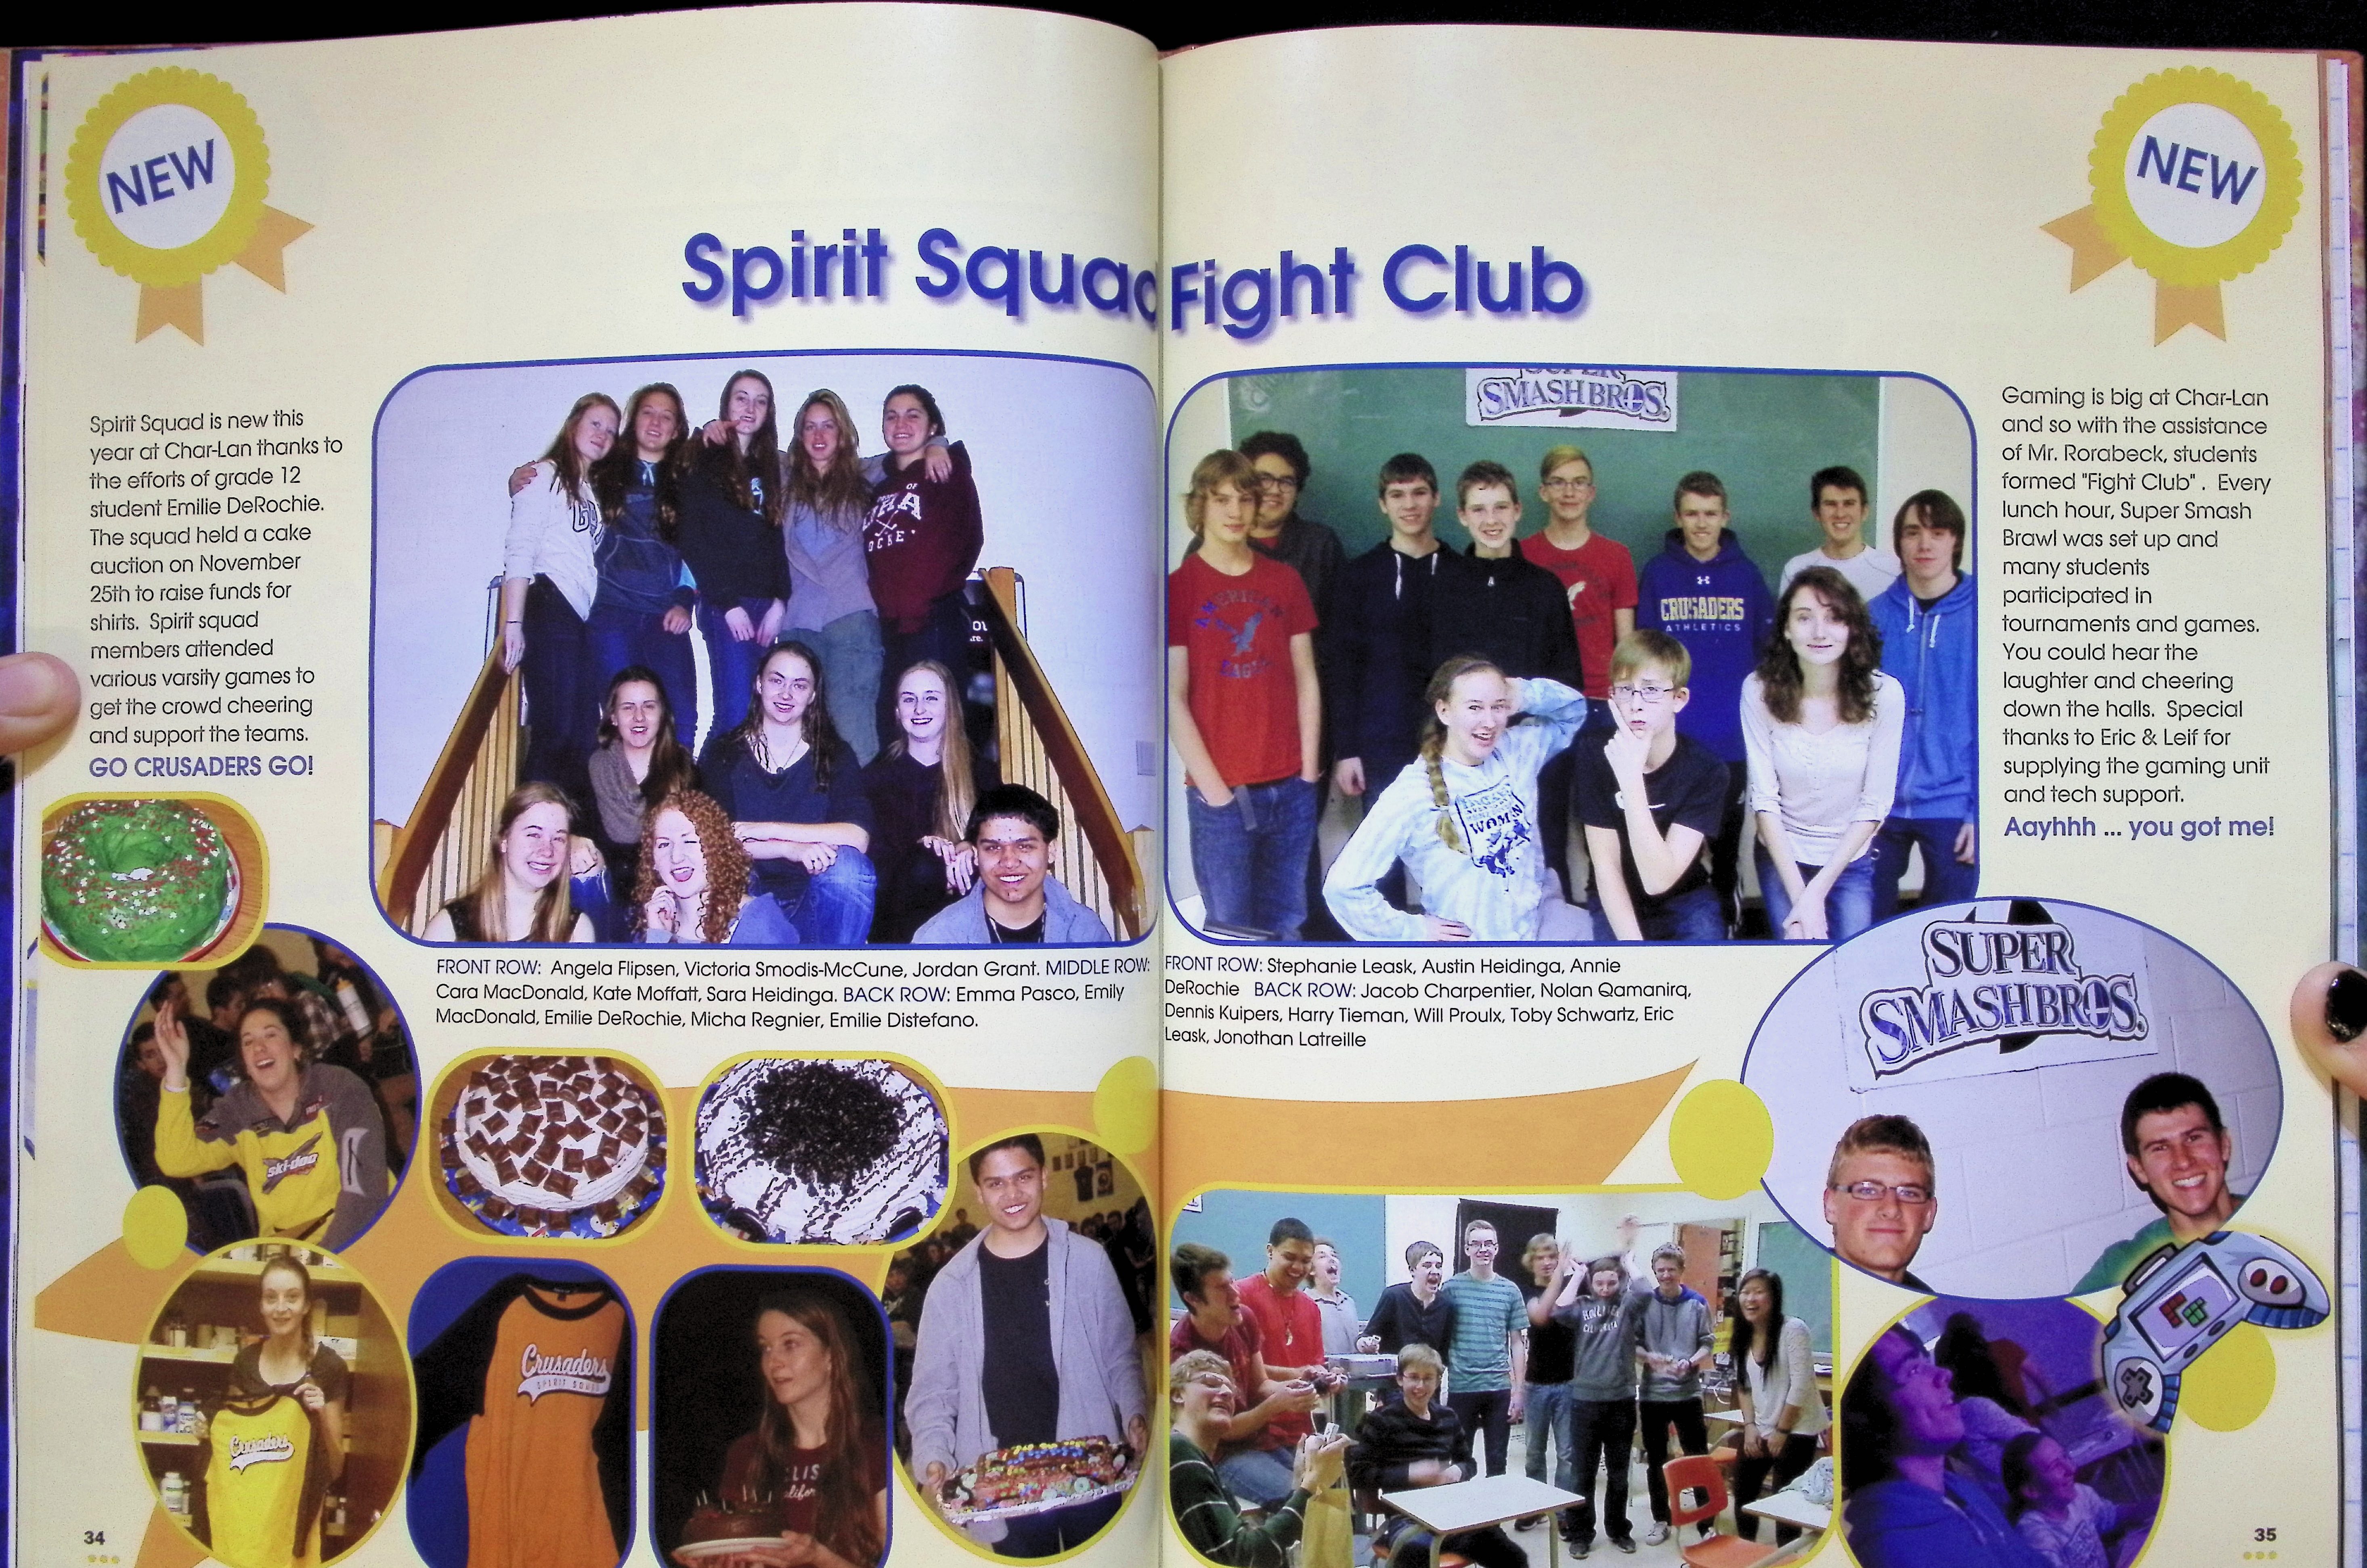 NEW
Spirit Squad
Spirit Squad is new this
year at Char-Lan thanks to
the efforts of grade 12
student Emilie DeRochie.
The squad held a cake
auction on November
25th to raise funds for
shirts. Spirit squad
members attended
various varsity games to
get the crowd cheering
and support the teams.
GO CRUSADERS GO!
FRONT ROW: Angela Flipsen, Victoria Smodis-McCune, Jordan Grant. MIDDLE ROW:
Cara MacDonald, Kate Moffatt, Sara Heidinga. BACK ROW: Emma Pasco, Emily
MacDonald, Emilie DeRochie, Micha Regnier, Emilie Distefano.
ski-doo
Crusaders
Crusaders
SPIRIT SQUAD
34
NEW
Fight Club
SUPER
SMASH BROS.
CRUSADERS
ATHLETICS
Gaming is big at Char-Lan
and so with the assistance
of Mr. Rorabeck, students
formed "Fight Club" . Every
lunch hour, Super Smash
Brawl was set up and
many students
participated in
tournaments and games.
You could hear the
laughter and cheering
down the halls. Special
thanks to Eric & Leif for
supplying the gaming unit
and tech support.
Aayhhh ... you got me!
FRONT ROW: Stephanie Leask, Austin Heidinga, Annie
DeRochie BACK ROW: Jacob Charpentier, Nolan Qamanirq,
Dennis Kuipers, Harry Tieman, Will Proulx, Toby Schwartz, Eric
Leask, Jonothan Latreille
SUPER
SMASH BROS.
35